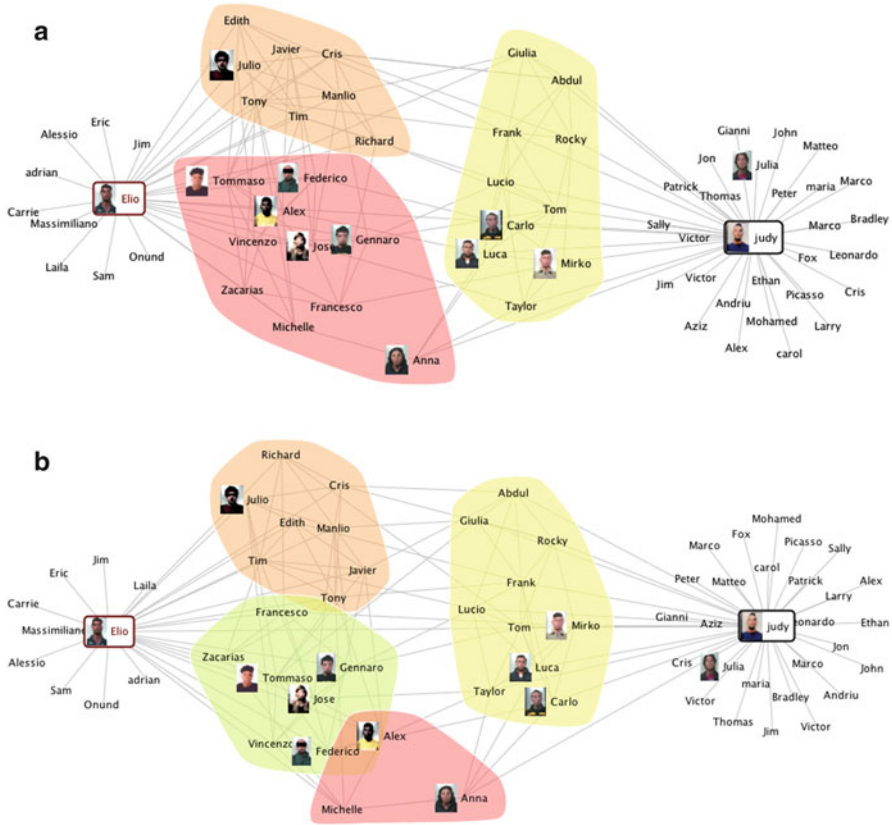 a
Edith
Javier
Cris
Julio
Tony
Manlio
Tim
Richard
Giulia
Abdul
Frank
Rocky
Lucio
Tom
Carlo
Luca
Mirko
Taylor
Eric
Alessio
Jim
adrian
Elio
Carrie
Massimiliano
Laila
Sam
Onund
Tommaso
Federico
Alex
Vincenzo
Jose
Gennaro
Zacarias
Francesco
Michelle
Anna
Gianni
John
Matteo
Jon
Julia
Patrick
Thomas
Peter
maria
Marco
Sally
Victor
Marco
Bradley
judy
Fox
Leonardo
Jim
Victor
Ethan
Picasso
Cris
Andriu
Aziz
Mohamed
Larry
Alex
carol
b
Richard
Cris
Julio
Edith
Manlio
Tim
Javier
Tony
Abdul
Giulia
Rocky
Frank
Lucio
Tom
Mirko
Luca
Taylor
Carlo
Jim
Eric
Laila
Carrie
Massimiliano
Elio
Alessio
adrian
Sam
Onund
Francesco
Zacarias
Tommaso
Gennaro
Jose
Vincenzo
Federico
Alex
Michelle
Anna
Mohamed
Fox
Picasso
Marco
Sally
carol
Peter
Matteo
Patrick
Alex
Larry
Gianni
Aziz
judy
eonardo
Ethan
Jon
Cris
Julia
Marco
John
maria
Victor
Bradley
Andriu
Thomas
Jim
Victor